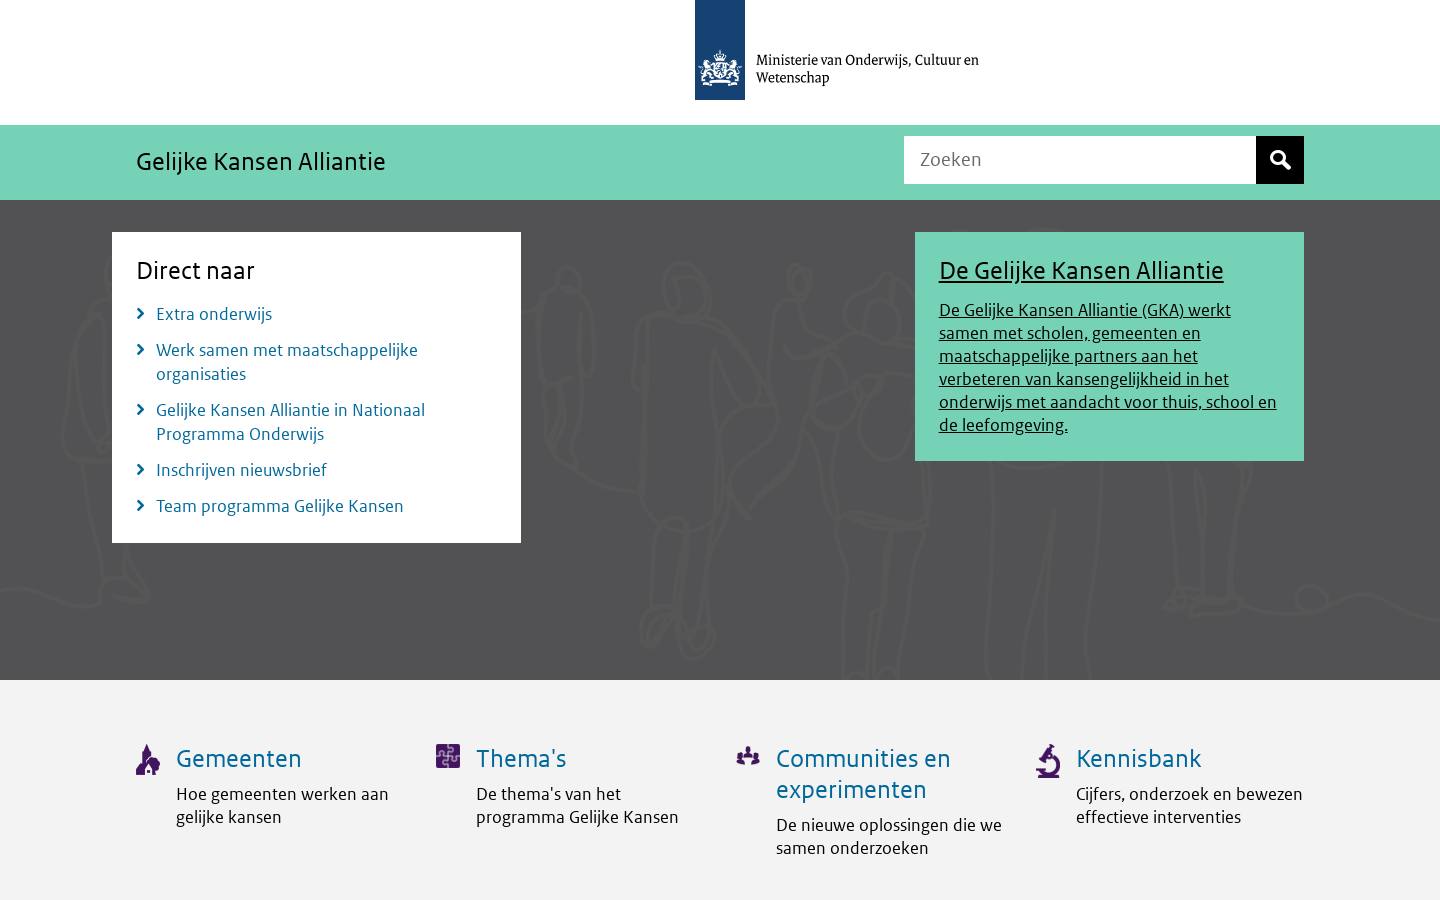 Ministerie van Onderwijs, Cultuur en
Wetenschap
Gelijke Kansen Alliantie
Zoeken
Direct naar
Extra onderwijs
Werk samen met maatschappelijke
organisaties
Gelijke Kansen Alliantie in Nationaal
Programma Onderwijs
Inschrijven nieuwsbrief
Team programma Gelijke Kansen
De Gelijke Kansen Alliantie
De Gelijke Kansen Alliantie (GKA) werkt
samen met scholen, gemeenten en
maatschappelijke partners aan het
verbeteren van kansengelijkheid in het
onderwijs met aandacht voor thuis, school en
de leefomgeving.
Gemeenten
Hoe gemeenten werken aan
gelijke kansen
Thema's
De thema's van het
programma Gelijke Kansen
Communities en
experimenten
De nieuwe oplossingen die we
samen onderzoeken
Kennisbank
Cijfers, onderzoek en bewezen
effectieve interventies